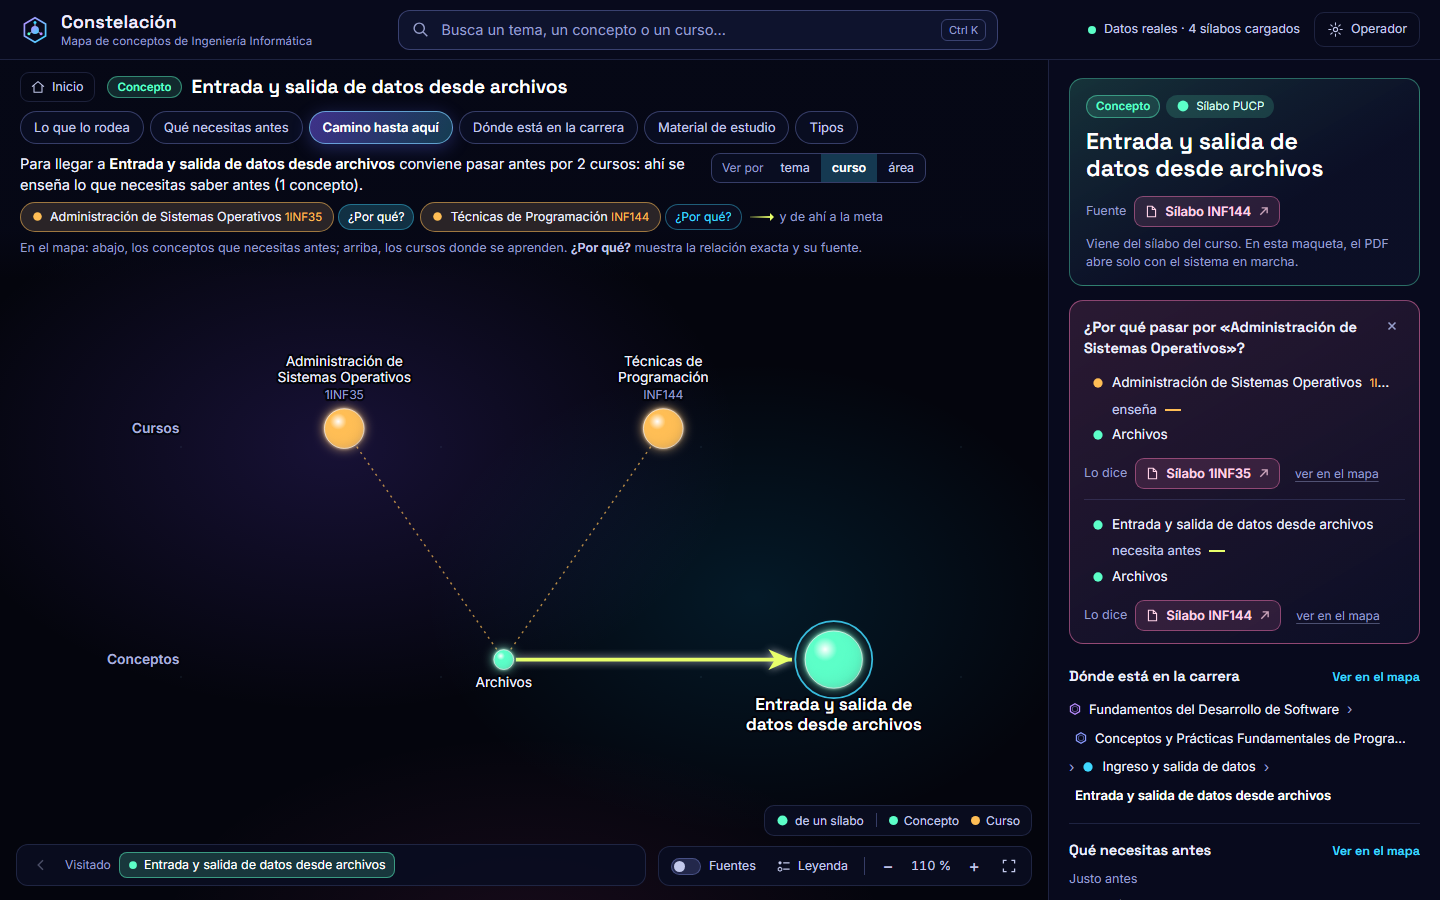 Constelación
Mapa de conceptos de Ingeniería Informática
Busca un tema, un concepto o un curso...
Ctrl K
Datos reales · 4 sílabos cargados
Operador
Inicio
Concepto
Entrada y salida de datos desde archivos
Lo que lo rodea
Qué necesitas antes
Camino hasta aquí
Dónde está en la carrera
Material de estudio
Tipos
Para llegar a Entrada y salida de datos desde archivos conviene pasar antes por 2 cursos: ahí se
enseña lo que necesitas saber antes (1 concepto).
Ver por tema curso área
Administración de Sistemas Operativos 1INF35
¿Por qué?
Técnicas de Programación INF144
¿Por qué?
y de ahí a la meta
En el mapa: abajo, los conceptos que necesitas antes; arriba, los cursos donde se aprenden. ¿Por qué? muestra la relación exacta y su fuente.
Administración de
Sistemas Operativos
1INF35
Técnicas de
Programación
INF144
Cursos
Conceptos
Archivos
Entrada y salida de
datos desde archivos
de un sílabo
Concepto
Curso
Visitado
Entrada y salida de datos desde archivos
Fuentes
Leyenda
− 110 % +
Concepto
Sílabo PUCP
Entrada y salida de
datos desde archivos
Fuente Sílabo INF144 ↗
Viene del sílabo del curso. En esta maqueta, el PDF
abre solo con el sistema en marcha.
¿Por qué pasar por «Administración de
Sistemas Operativos»?
×
Administración de Sistemas Operativos 1I...
enseña
Archivos
Lo dice Sílabo 1INF35 ↗ ver en el mapa
Entrada y salida de datos desde archivos
necesita antes
Archivos
Lo dice Sílabo INF144 ↗ ver en el mapa
Dónde está en la carrera
Ver en el mapa
Fundamentos del Desarrollo de Software ›
Conceptos y Prácticas Fundamentales de Progra...
› Ingreso y salida de datos ›
Entrada y salida de datos desde archivos
Qué necesitas antes
Ver en el mapa
Justo antes